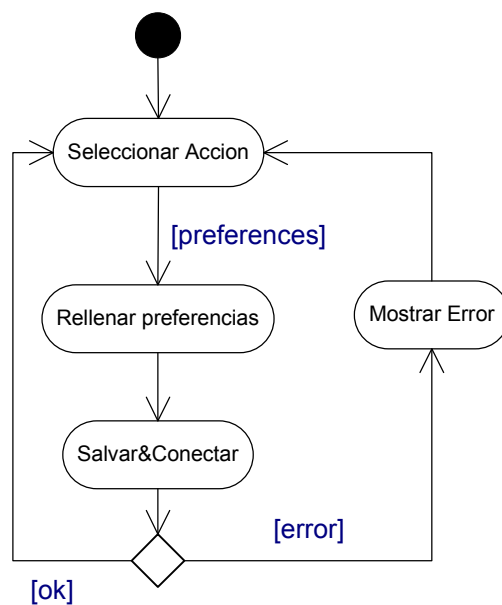 Seleccionar Accion
[preferences]
Rellenar preferencias
Mostrar Error
Salvar&Conectar
[error]
[ok]